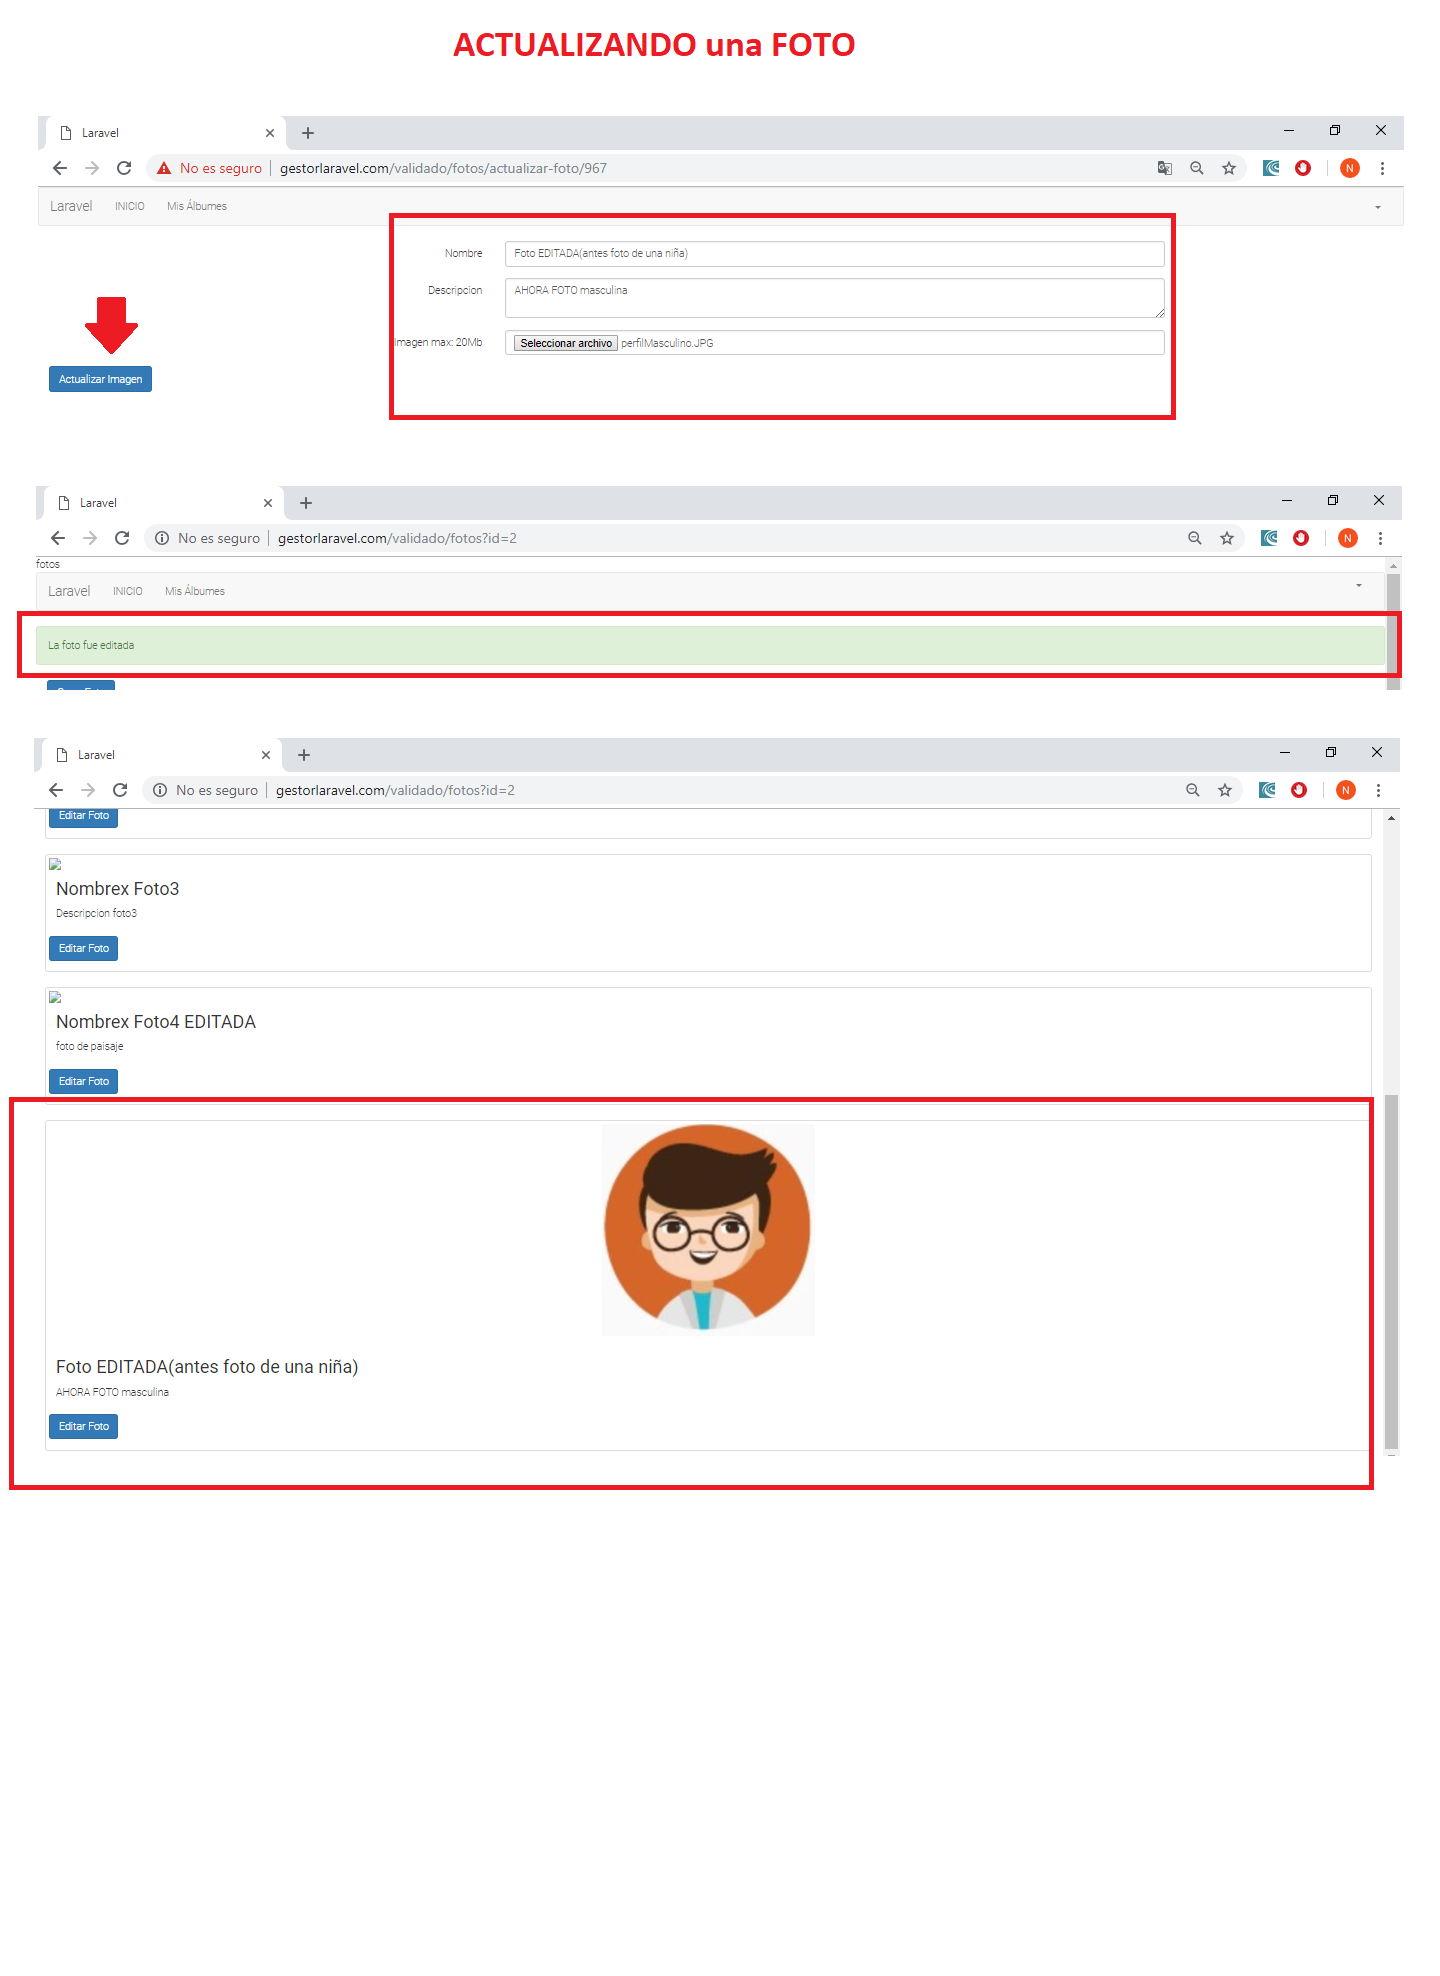 ACTUALIZANDO una FOTO
Laravel
No es seguro gestorlaravel.com/validado/fotos/actualizar-foto/967
N
Laravel INICIO Mis Álbumes
Nombre Foto EDITADA(antes foto de una niña)
Descripcion AHORA FOTO masculina
Imagen max: 20Mb Seleccionar archivo perfilMasculino.JPG
Actualizar Imagen
Laravel
No es seguro gestorlaravel.com/validado/fotos?id=2
N
fotos
Laravel INICIO Mis Álbumes
La foto fue editada
Laravel
No es seguro gestorlaravel.com/validado/fotos?id=2
N
Editar Foto
Nombrex Foto3
Descripcion foto3
Editar Foto
Nombrex Foto4 EDITADA
foto de paisaje
Editar Foto
Foto EDITADA(antes foto de una niña)
AHORA FOTO masculina
Editar Foto